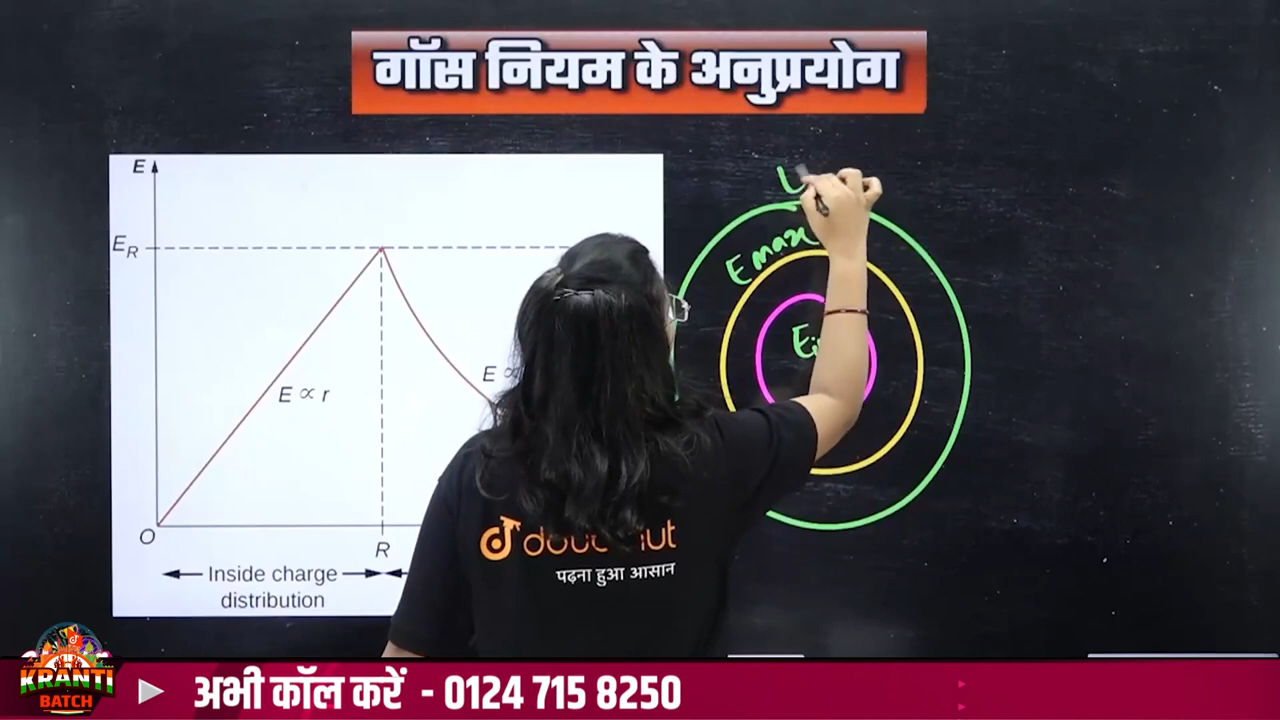 गॉस नियम के अनुप्रयोग
E
E_R
E ∝ r
E ∝
O
R
Inside charge
distribution
E max
doubtnut
पढ़ना हुआ आसान
KRANTI
BATCH
अभी कॉल करें - 0124 715 8250